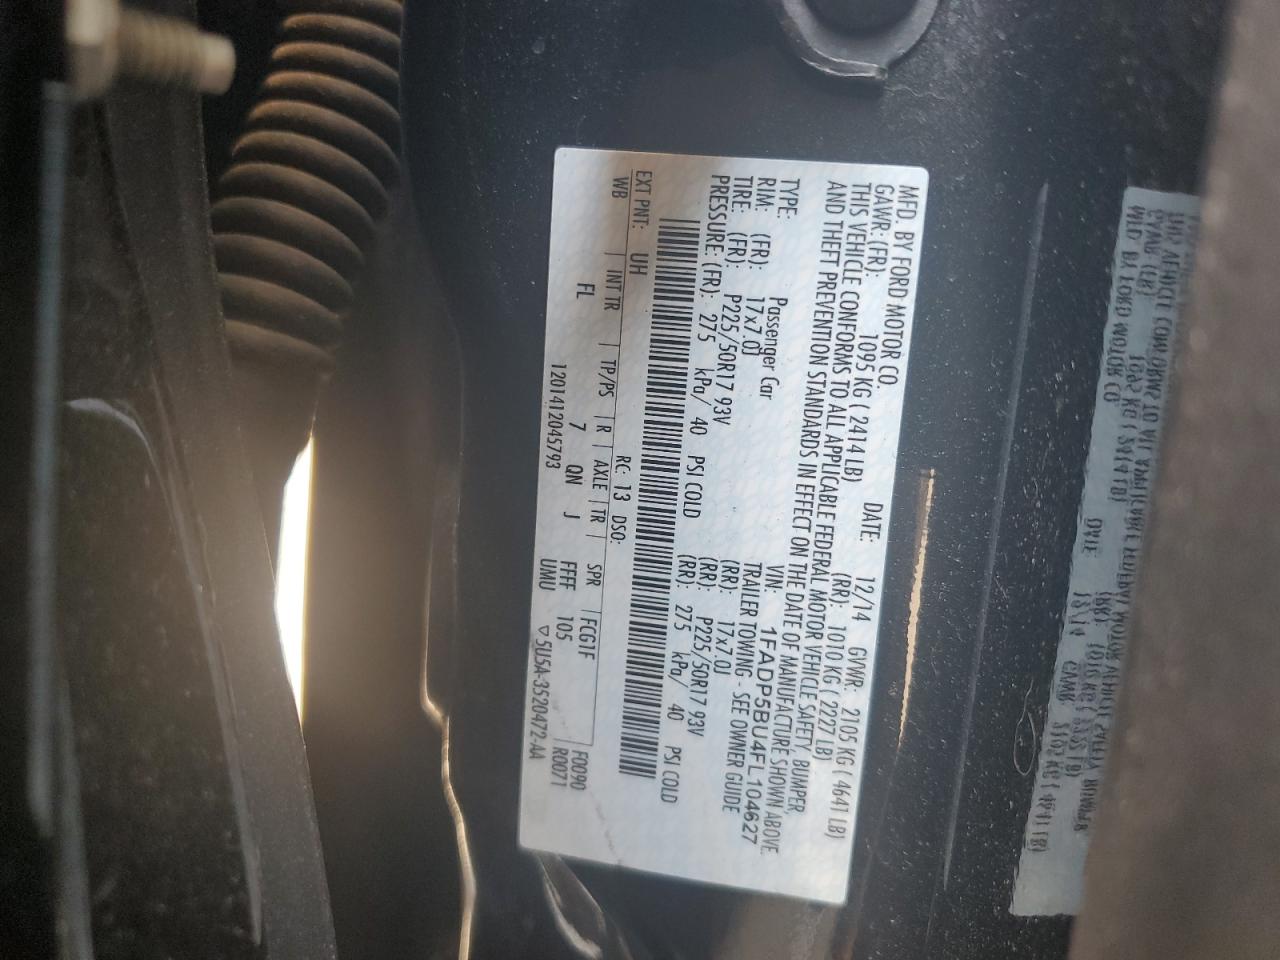 MFD. BY FORD MOTOR CO.
DATE: 12/14 GVWR: 2105 KG ( 4641 LB)
GAWR: (FR): 1095 KG ( 2414 LB) (RR): 1010 KG ( 2227 LB)
THIS VEHICLE CONFORMS TO ALL APPLICABLE FEDERAL MOTOR VEHICLE SAFETY, BUMPER,
AND THEFT PREVENTION STANDARDS IN EFFECT ON THE DATE OF MANUFACTURE SHOWN ABOVE.
VIN: 1FADP5BU4FL104627
TYPE: Passenger Car TRAILER TOWING - SEE OWNER GUIDE
RIM: (FR): 17x7.0J (RR): 17x7.0J
TIRE: (FR): P225/50R17 93V (RR): P225/50R17 93V
PRESSURE: (FR): 275 kPa/ 40 PSI COLD (RR): 275 kPa/ 40 PSI COLD
EXT PNT: UH RC: 13 DSO:
WB | INT TR | TP/PS | R | AXLE | TR | SPR | FCG1F F0090
FL 7 QN J FFFF 105 R0071
1201412045793 UMU ▽5U5A-3520472-AA